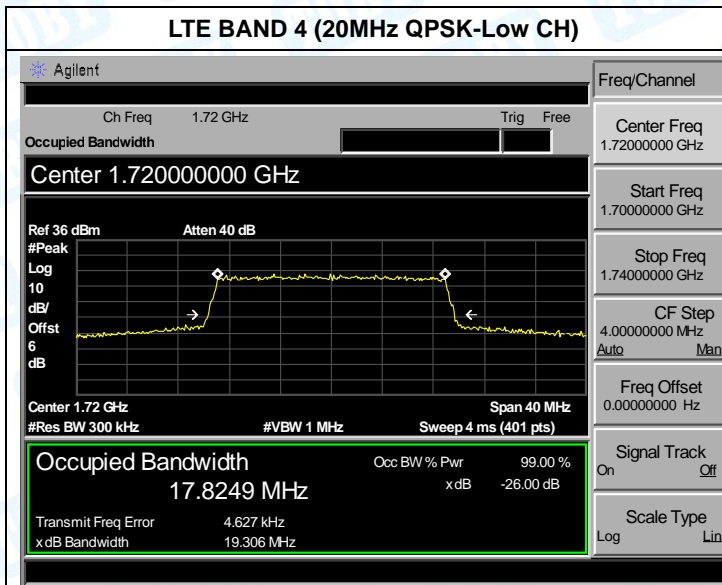 LTE BAND 4 (20MHz QPSK-Low CH)
Agilent
Freq/Channel
Ch Freq 1.72 GHz Trig Free
Occupied Bandwidth
Center 1.720000000 GHz
Center Freq
1.72000000 GHz
Start Freq
1.70000000 GHz
Stop Freq
1.74000000 GHz
CF Step
4.00000000 MHz
Auto Man
Freq Offset
0.00000000 Hz
Signal Track
On Off
Scale Type
Log Lin
Ref 36 dBm Atten 40 dB
#Peak
Log
10
dB/
Offst
6
dB
Center 1.72 GHz Span 40 MHz
#Res BW 300 kHz #VBW 1 MHz Sweep 4 ms (401 pts)
Occupied Bandwidth Occ BW % Pwr 99.00 %
17.8249 MHz x dB -26.00 dB
Transmit Freq Error 4.627 kHz
x dB Bandwidth 19.306 MHz